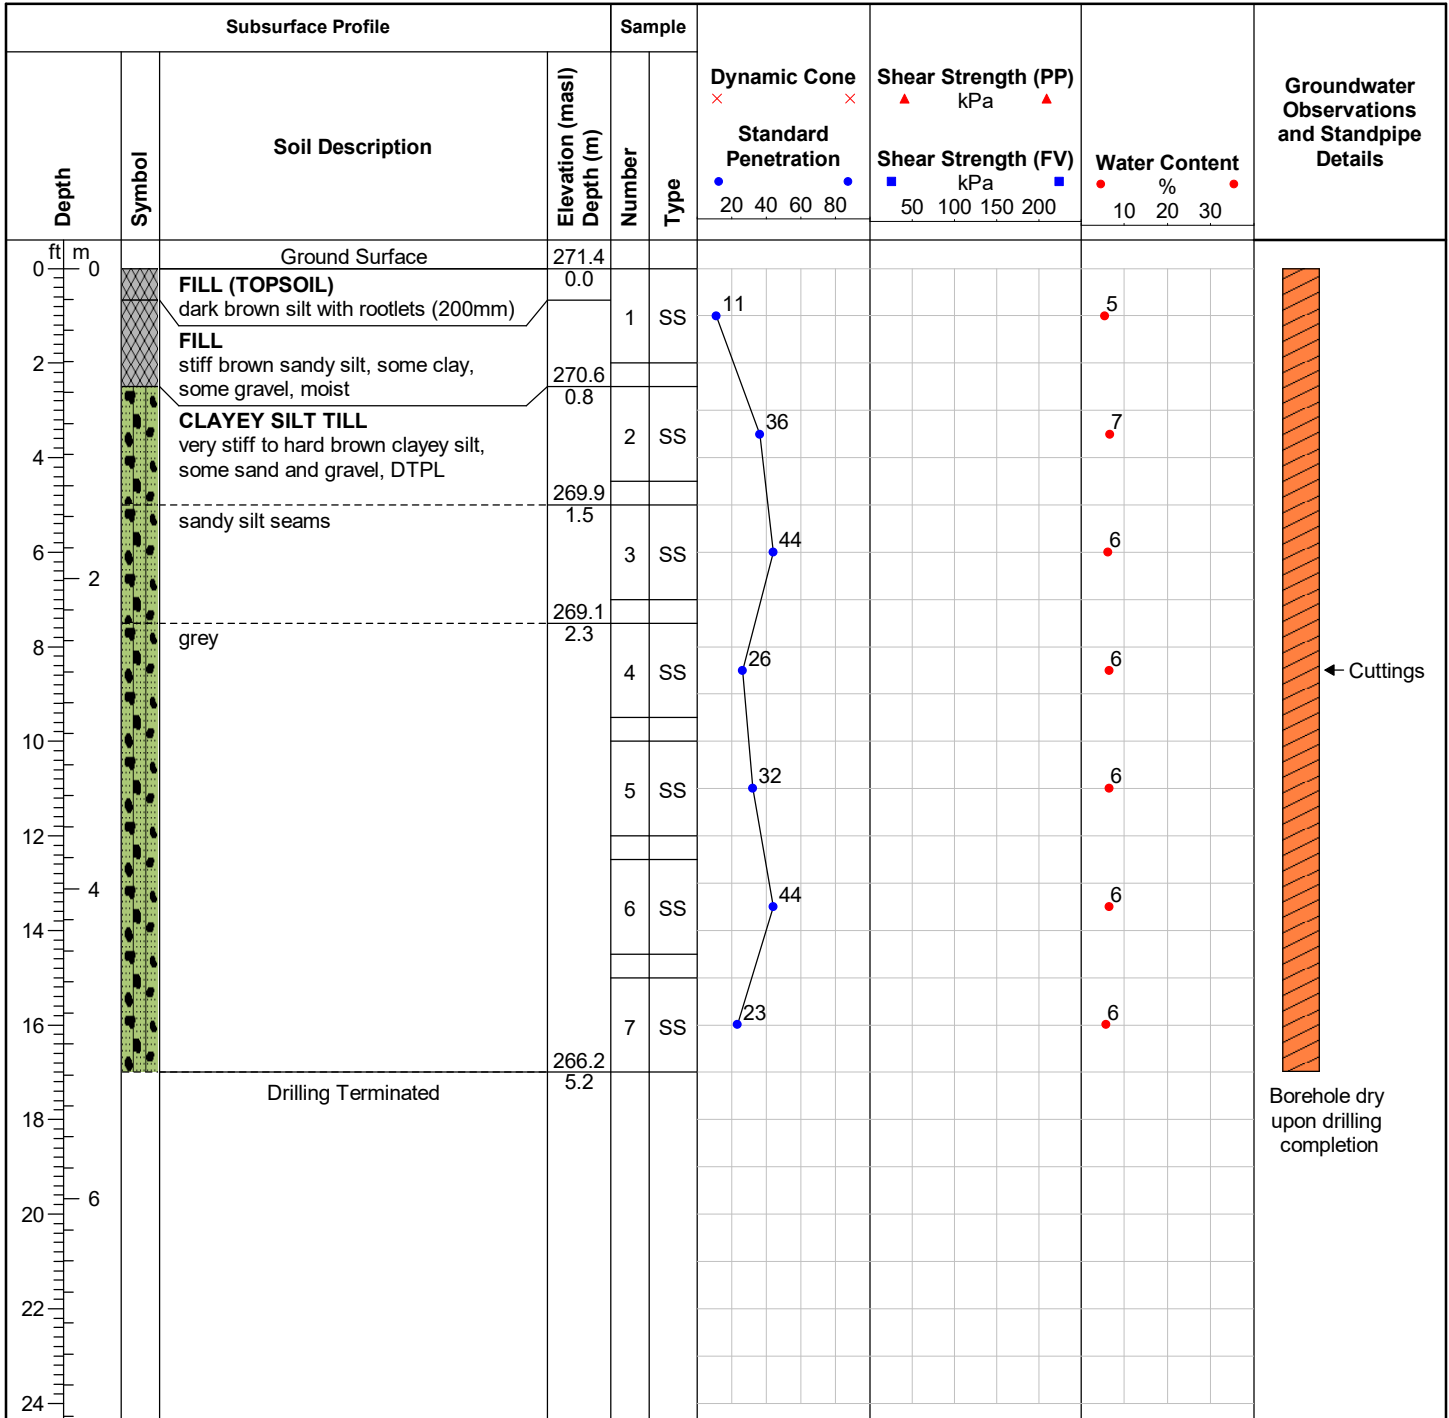 Subsurface Profile
Sample
Depth
Symbol
Soil Description
Elevation (masl)
Depth (m)
Number
Type
Dynamic Cone
Standard
Penetration
20 40 60 80
Shear Strength (PP)
kPa
Shear Strength (FV)
kPa
50 100 150 200
Water Content
%
10 20 30
Groundwater
Observations
and Standpipe
Details
ft m
0 0
2
4
6
2
8
10
12
4
14
16
18
6
20
22
24
Ground Surface
271.4
0.0
FILL (TOPSOIL)
dark brown silt with rootlets (200mm)
FILL
stiff brown sandy silt, some clay,
some gravel, moist
270.6
0.8
CLAYEY SILT TILL
very stiff to hard brown clayey silt,
some sand and gravel, DTPL
269.9
1.5
sandy silt seams
269.1
2.3
grey
266.2
5.2
Drilling Terminated
1 SS 11 5
2 SS 36 7
3 SS 44 6
4 SS 26 6
5 SS 32 6
6 SS 44 6
7 SS 23 6
Cuttings
Borehole dry
upon drilling
completion